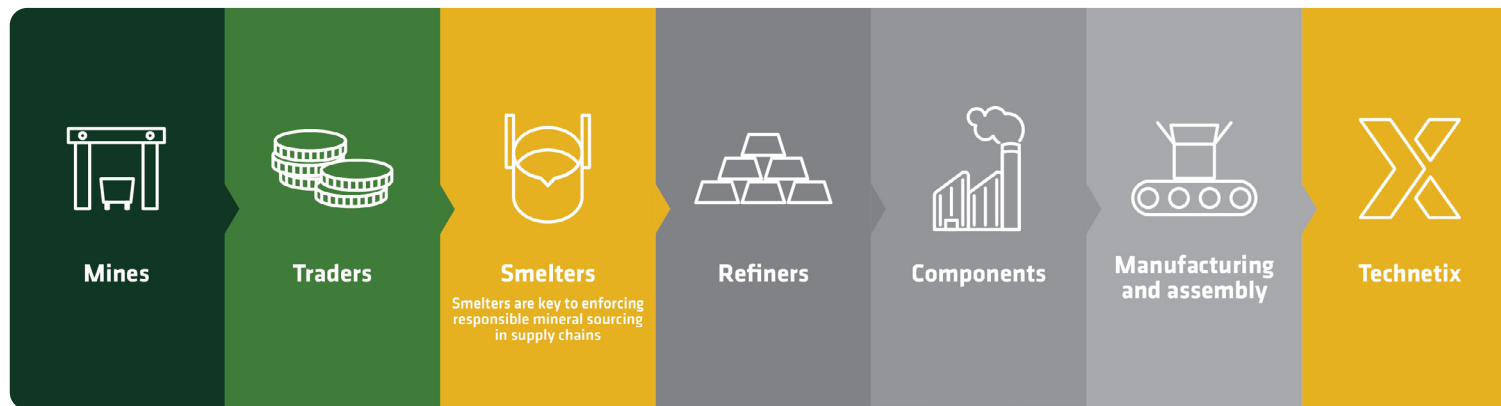 Mines
Traders
Smelters
Smelters are key to enforcing
responsible mineral sourcing
in supply chains
Refiners
Components
Manufacturing
and assembly
Technetix